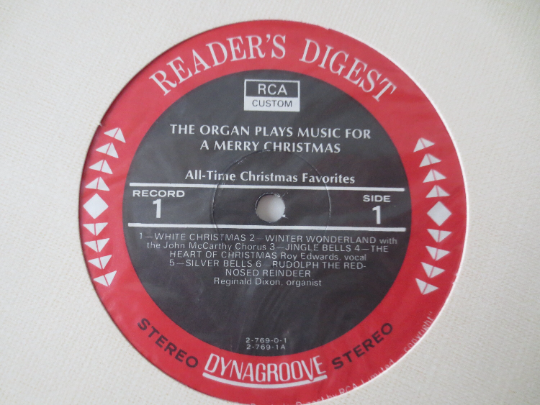 READER'S DIGEST
RCA
CUSTOM
THE ORGAN PLAYS MUSIC FOR
A MERRY CHRISTMAS
All-Time Christmas Favorites
RECORD
1
SIDE
1
1—WHITE CHRISTMAS 2—WINTER WONDERLAND with
the John McCarthy Chorus 3—JINGLE BELLS 4—THE
HEART OF CHRISTMAS Roy Edwards, vocal
5—SILVER BELLS 6—RUDOLPH THE RED-
NOSED REINDEER
Reginald Dixon, organist
2-769-0-1
2-769-1A
STEREO DYNAGROOVE STEREO